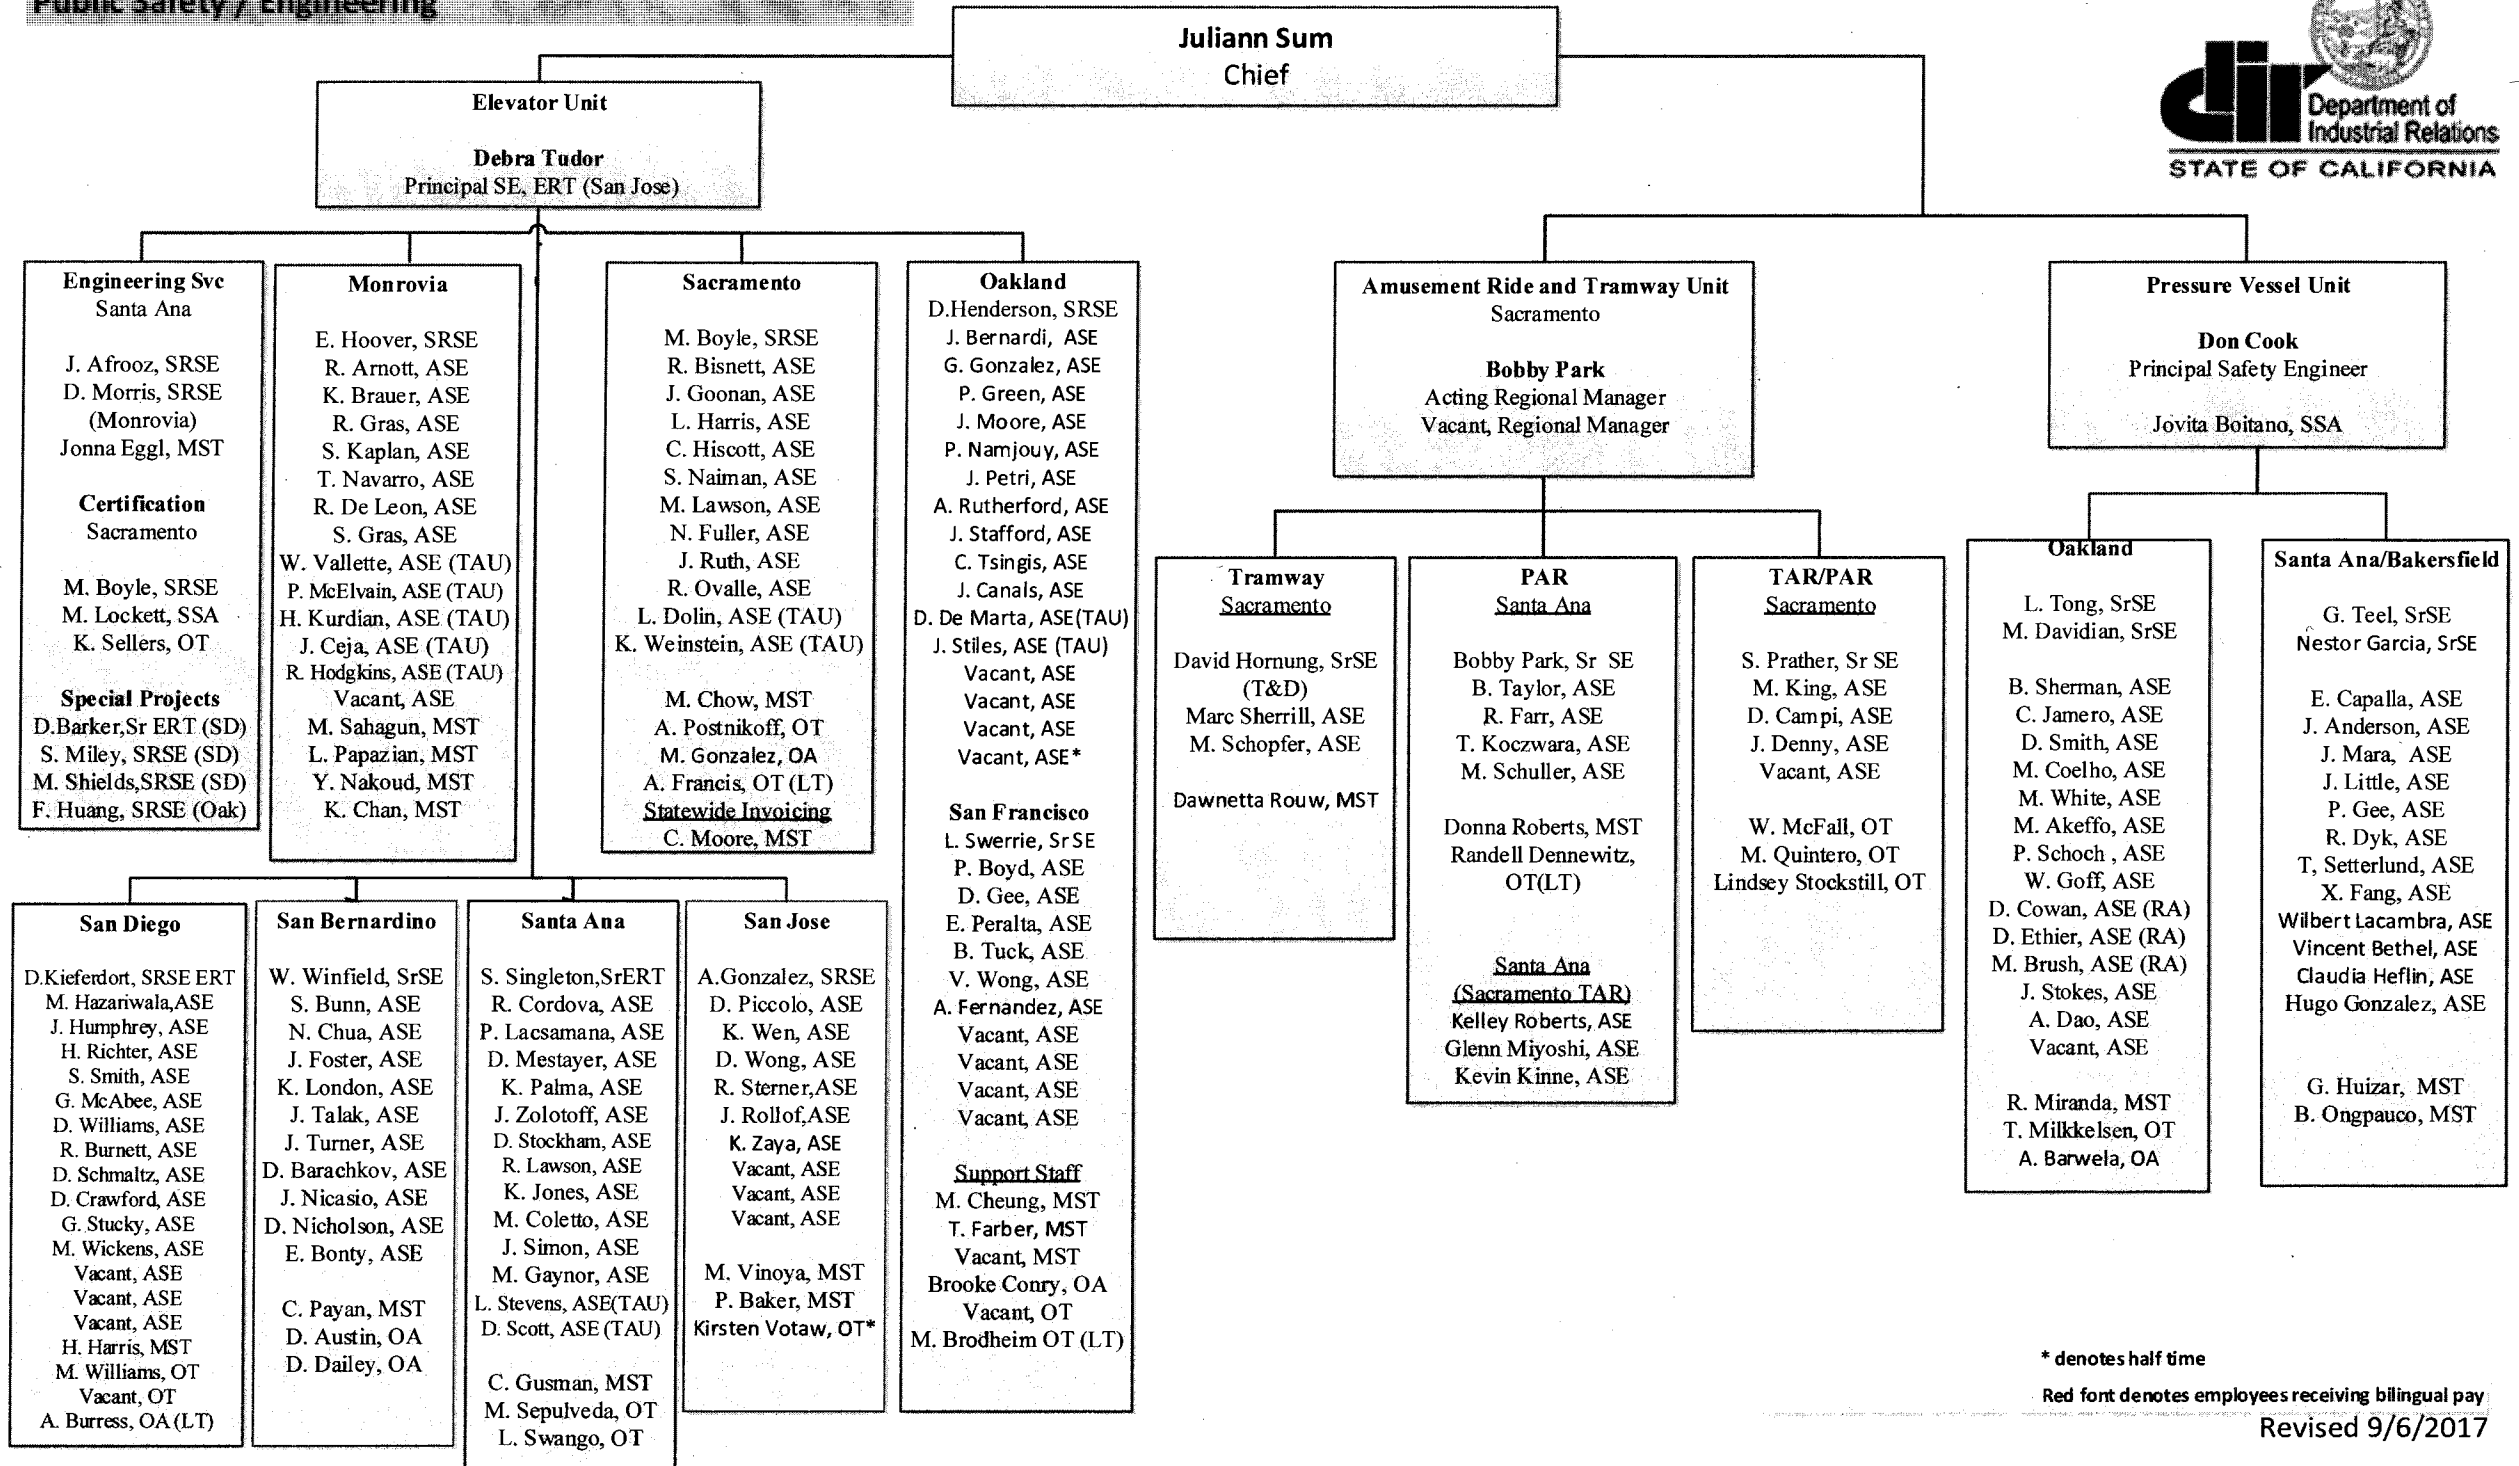 Public Safety / Engineering
Juliann Sum
Chief
Department of
Industrial Relations
STATE OF CALIFORNIA
Elevator Unit
Debra Tudor
Principal SE, ERT (San Jose)
Engineering Svc
Santa Ana
J. Afrooz, SRSE
D. Morris, SRSE
(Monrovia)
Jonna Eggl, MST
Certification
Sacramento
M. Boyle, SRSE
M. Lockett, SSA
K. Sellers, OT
Special Projects
D.Barker,Sr ERT (SD)
S. Miley, SRSE (SD)
M. Shields,SRSE (SD)
F. Huang, SRSE (Oak)
Monrovia
E. Hoover, SRSE
R. Arnott, ASE
K. Brauer, ASE
R. Gras, ASE
S. Kaplan, ASE
T. Navarro, ASE
R. De Leon, ASE
S. Gras, ASE
W. Vallette, ASE (TAU)
P. McElvain, ASE (TAU)
H. Kurdian, ASE (TAU)
J. Ceja, ASE (TAU)
R. Hodgkins, ASE (TAU)
Vacant, ASE
M. Sahagun, MST
L. Papazian, MST
Y. Nakoud, MST
K. Chan, MST
Sacramento
M. Boyle, SRSE
R. Bisnett, ASE
J. Goonan, ASE
L. Harris, ASE
C. Hiscott, ASE
S. Naiman, ASE
M. Lawson, ASE
N. Fuller, ASE
J. Ruth, ASE
R. Ovalle, ASE
L. Dolin, ASE (TAU)
K. Weinstein, ASE (TAU)
M. Chow, MST
A. Postnikoff, OT
M. Gonzalez, OA
A. Francis, OT (LT)
Statewide Invoicing
C. Moore, MST
Oakland
D.Henderson, SRSE
J. Bernardi, ASE
G. Gonzalez, ASE
P. Green, ASE
J. Moore, ASE
P. Namjouy, ASE
J. Petri, ASE
A. Rutherford, ASE
J. Stafford, ASE
C. Tsingis, ASE
J. Canals, ASE
D. De Marta, ASE(TAU)
J. Stiles, ASE (TAU)
Vacant, ASE
Vacant, ASE
Vacant, ASE
Vacant, ASE*
San Francisco
L. Swerrie, SrSE
P. Boyd, ASE
D. Gee, ASE
E. Peralta, ASE
B. Tuck, ASE
V. Wong, ASE
A. Fernandez, ASE
Vacant, ASE
Vacant, ASE
Vacant, ASE
Vacant, ASE
Support Staff
M. Cheung, MST
T. Farber, MST
Vacant, MST
Brooke Conry, OA
Vacant, OT
M. Brodheim OT (LT)
San Diego
D.Kieferdorf, SRSE ERT
M. Hazariwala,ASE
J. Humphrey, ASE
H. Richter, ASE
S. Smith, ASE
G. McAbee, ASE
D. Williams, ASE
R. Burnett, ASE
D. Schmaltz, ASE
D. Crawford, ASE
G. Stucky, ASE
M. Wickens, ASE
Vacant, ASE
Vacant, ASE
Vacant, ASE
H. Harris, MST
M. Williams, OT
Vacant, OT
A. Burress, OA (LT)
San Bernardino
W. Winfield, SrSE
S. Bunn, ASE
N. Chua, ASE
J. Foster, ASE
K. London, ASE
J. Talak, ASE
J. Turner, ASE
D. Barachkov, ASE
J. Nicasio, ASE
D. Nicholson, ASE
E. Bonty, ASE
C. Payan, MST
D. Austin, OA
D. Dailey, OA
Santa Ana
S. Singleton,SrERT
R. Cordova, ASE
P. Lacsamana, ASE
D. Mestayer, ASE
K. Palma, ASE
J. Zolotoff, ASE
D. Stockham, ASE
R. Lawson, ASE
K. Jones, ASE
M. Coletto, ASE
J. Simon, ASE
M. Gaynor, ASE
L. Stevens, ASE(TAU)
D. Scott, ASE (TAU)
C. Gusman, MST
M. Sepulveda, OT
L. Swango, OT
San Jose
A.Gonzalez, SRSE
D. Piccolo, ASE
K. Wen, ASE
D. Wong, ASE
R. Sterner,ASE
J. Rollof,ASE
K. Zaya, ASE
Vacant, ASE
Vacant, ASE
Vacant, ASE
M. Vinoya, MST
P. Baker, MST
Kirsten Votaw, OT*
Amusement Ride and Tramway Unit
Sacramento
Bobby Park
Acting Regional Manager
Vacant, Regional Manager
Tramway
Sacramento
David Hornung, SrSE
(T&D)
Marc Sherrill, ASE
M. Schopfer, ASE
Dawnetta Rouw, MST
PAR
Santa Ana
Bobby Park, Sr SE
B. Taylor, ASE
R. Farr, ASE
T. Koczwara, ASE
M. Schuller, ASE
Donna Roberts, MST
Randell Dennewitz,
OT(LT)
Santa Ana
(Sacramento TAR)
Kelley Roberts, ASE
Glenn Miyoshi, ASE
Kevin Kinne, ASE
TAR/PAR
Sacramento
S. Prather, Sr SE
M. King, ASE
D. Campi, ASE
J. Denny, ASE
Vacant, ASE
W. McFall, OT
M. Quintero, OT
Lindsey Stockstill, OT
Pressure Vessel Unit
Don Cook
Principal Safety Engineer
Jovita Boitano, SSA
Oakland
L. Tong, SrSE
M. Davidian, SrSE
B. Sherman, ASE
C. Jamero, ASE
D. Smith, ASE
M. Coelho, ASE
M. White, ASE
M. Akeffo, ASE
P. Schoch , ASE
W. Goff, ASE
D. Cowan, ASE (RA)
D. Ethier, ASE (RA)
M. Brush, ASE (RA)
J. Stokes, ASE
A. Dao, ASE
Vacant, ASE
R. Miranda, MST
T. Milkkelsen, OT
A. Barwela, OA
Santa Ana/Bakersfield
G. Teel, SrSE
Nestor Garcia, SrSE
E. Capalla, ASE
J. Anderson, ASE
J. Mara, ASE
J. Little, ASE
P. Gee, ASE
R. Dyk, ASE
T, Setterlund, ASE
X. Fang, ASE
Wilbert Lacambra, ASE
Vincent Bethel, ASE
Claudia Heflin, ASE
Hugo Gonzalez, ASE
G. Huizar, MST
B. Ongpauco, MST
* denotes half time
Red font denotes employees receiving bilingual pay
Revised 9/6/2017